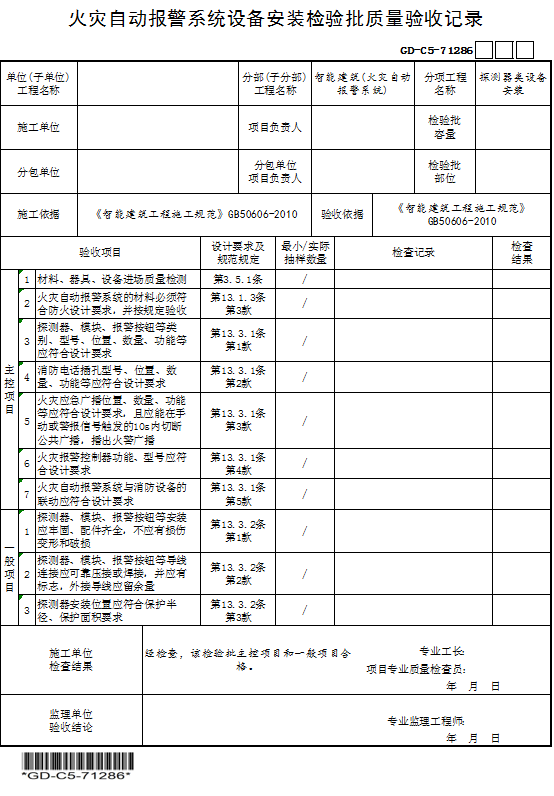 火灾自动报警系统设备安装检验批质量验收记录
GD-C5-71286
单位(子单位)
工程名称
分部(子分部)
工程名称
智能建筑(火灾自动
报警系统)
分项工程
名称
探测器类设备
安装
施工单位
项目负责人
检验批
容量
分包单位
分包单位
项目负责人
检验批
部位
施工依据
《智能建筑工程施工规范》GB50606-2010
验收依据
《智能建筑工程施工规范》
GB50606-2010
验收项目
设计要求及
规范规定
最小/实际
抽样数量
检查记录
检查
结果
主控项目
1
材料、器具、设备进场质量检测
第3.5.1条
/
2
火灾自动报警系统的材料必须符
合防火设计要求，并按规定验收
第13.1.3条
第3款
/
3
探测器、模块、报警按钮等类
别、型号、位置、数量、功能等
应符合设计要求
第13.3.1条
第1款
/
4
消防电话插孔型号、位置、数
量、功能等应符合设计要求
第13.3.1条
第2款
/
5
火灾应急广播位置、数量、功能
等应符合设计要求，且应能在手
动或警报信号触发的10s内切断
公共广播，播出火警广播
第13.3.1条
第3款
/
6
火灾报警控制器功能、型号应符
合设计要求
第13.3.1条
第4款
/
7
火灾自动报警系统与消防设备的
联动应符合设计要求
第13.3.1条
第5款
/
一般项目
1
探测器、模块、报警按钮等安装
应牢固、配件齐全，不应有损伤
变形和破损
第13.3.2条
第1款
/
2
探测器、模块、报警按钮等导线
连接应可靠压接或焊接，并应有
标志，外接导线应留余量
第13.3.2条
第2款
/
3
探测器安装位置应符合保护半
径、保护面积要求
第13.3.2条
第3款
/
施工单位
检查结果
经检查，该检验批主控项目和一般项目合
格。
专业工长：
项目专业质量检查员：
年 月 日
监理单位
验收结论
专业监理工程师：
年 月 日
*GD-C5-71286*